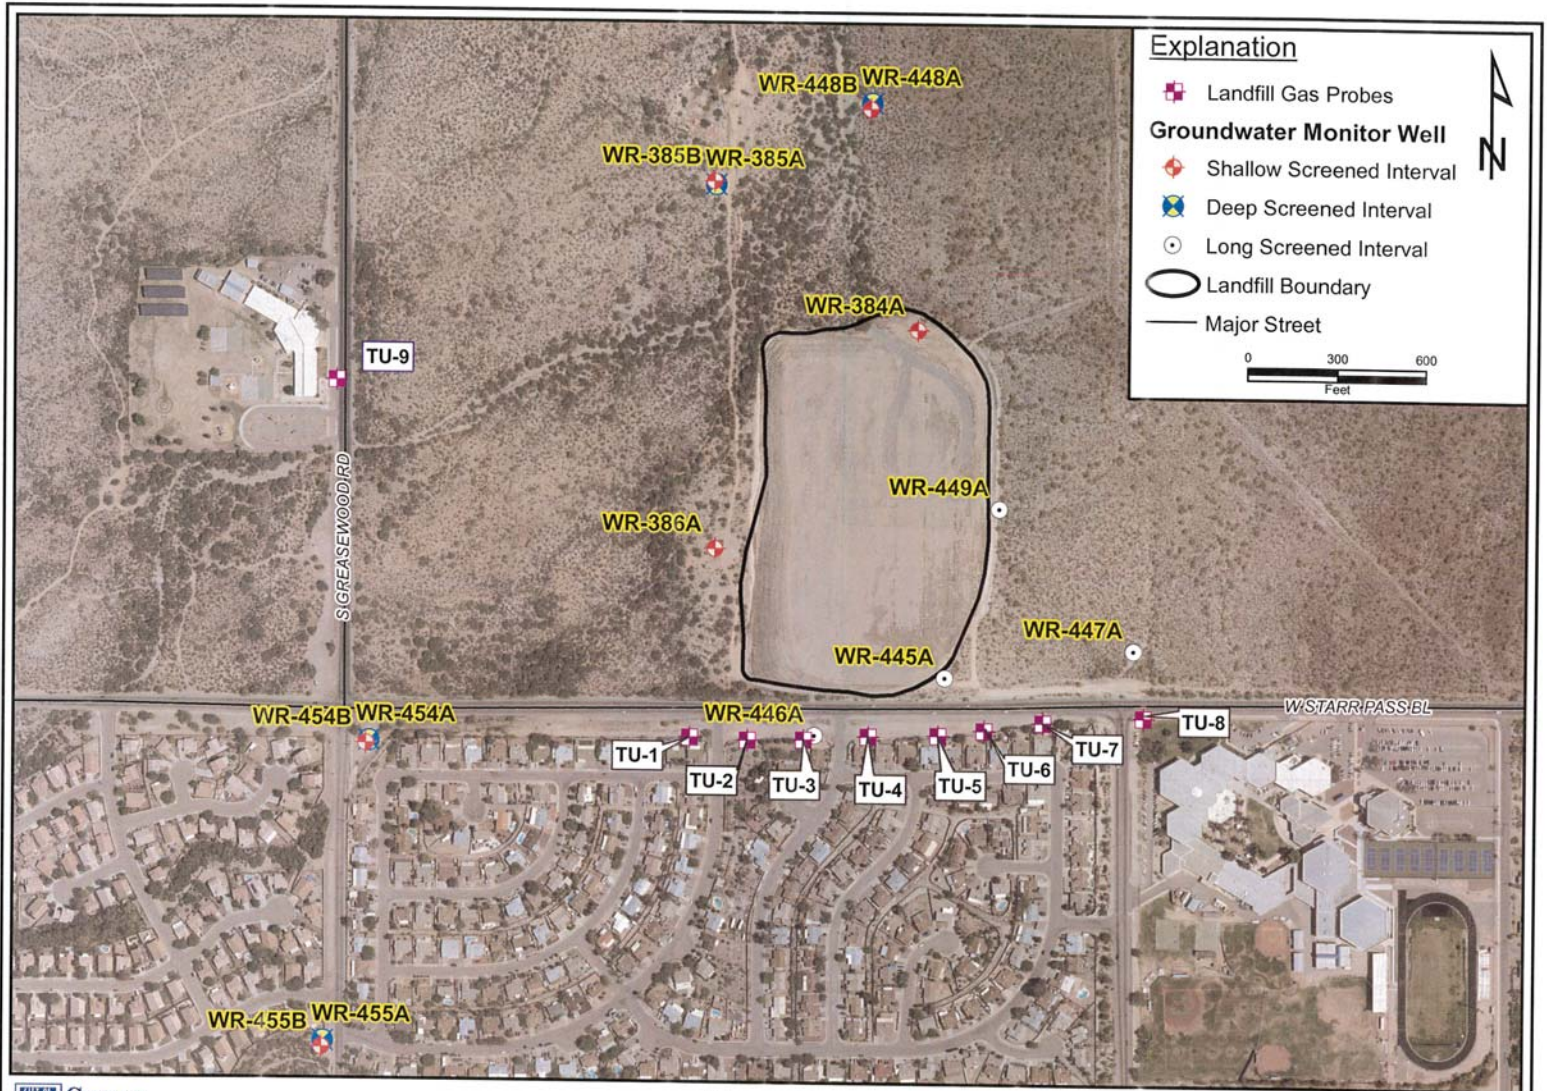 Explanation
Landfill Gas Probes
Groundwater Monitor Well
Shallow Screened Interval
Deep Screened Interval
Long Screened Interval
Landfill Boundary
Major Street
0 300 600
Feet
N
WR-448B WR-448A
WR-385B WR-385A
WR-384A
TU-9
WR-449A
WR-386A
S GREASEWOOD RD
WR-447A
WR-445A
W STARR PASS BL
WR-454B WR-454A
WR-446A
TU-1
TU-2
TU-3
TU-4
TU-5
TU-6
TU-7
TU-8
WR-455B WR-455A